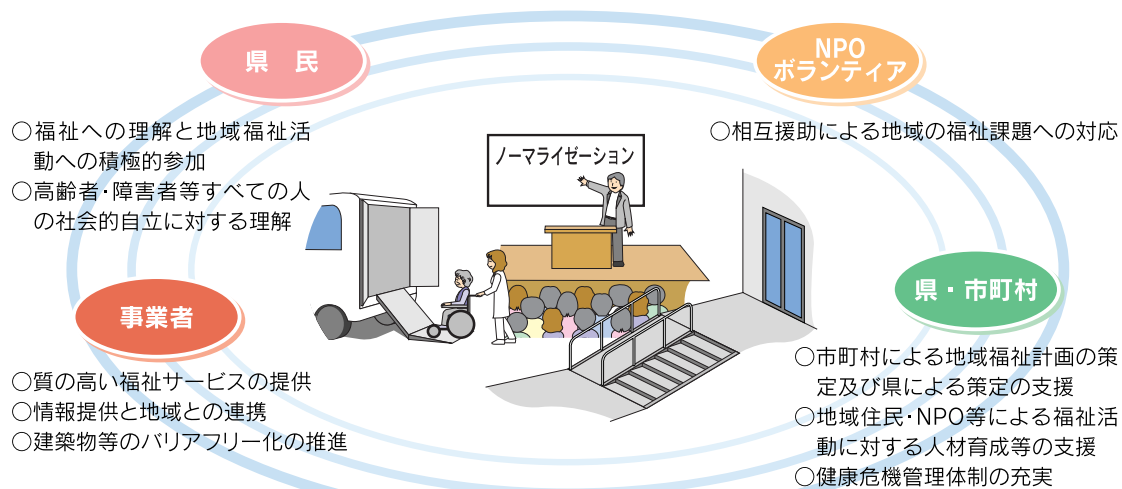 県　民
○福祉への理解と地域福祉活
動への積極的参加
○高齢者・障害者等すべての人
の社会的自立に対する理解
NPO
ボランティア
○相互援助による地域の福祉課題への対応
ノーマライゼーション
事業者
○質の高い福祉サービスの提供
○情報提供と地域との連携
○建築物等のバリアフリー化の推進
県・市町村
○市町村による地域福祉計画の策
定及び県による策定の支援
○地域住民・NPO等による福祉活
動に対する人材育成等の支援
○健康危機管理体制の充実